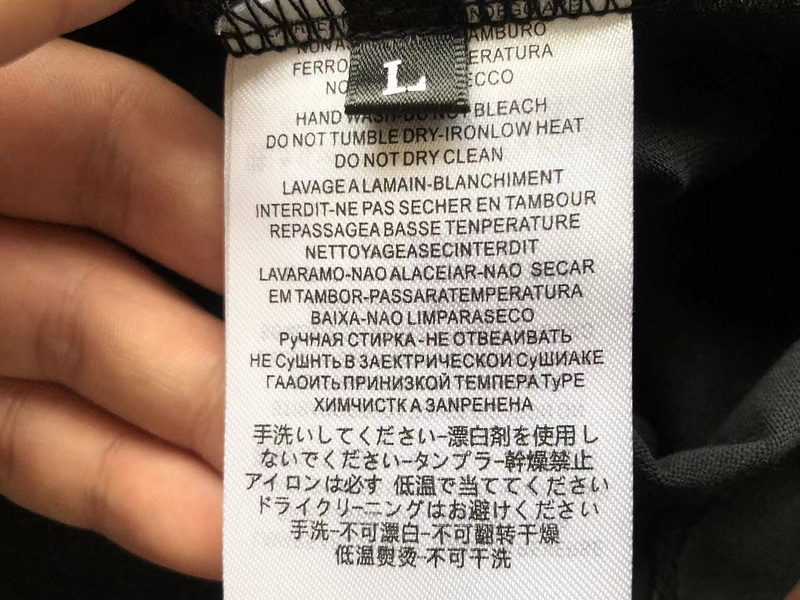 TAMBURO
FERRO
ERATURA
NO
ECCO
L
HAND WASH-DO NOT BLEACH
DO NOT TUMBLE DRY-IRONLOW HEAT
DO NOT DRY CLEAN
LAVAGE A LAMAIN-BLANCHIMENT
INTERDIT-NE PAS SECHER EN TAMBOUR
REPASSAGEA BASSE TENPERATURE
NETTOYAGEASECINTERDIT
LAVARAMO-NAO ALACEIAR-NAO SECAR
EM TAMBOR-PASSARATEMPERATURA
BAIXA-NAO LIMPARASECO
РуЧНАЯ СТИРКА-НЕ ОТВЕАИВАТЬ
НЕ СуШНТЬ В ЗАЕКТРИЧЕСКОИ СуШИАКЕ
ГААОИТЬ ПРИНИЗКОЙ ТЕМПЕРА ТуРЕ
ХИМЧИСТК А ЗАNРЕНЕНА
手洗いしてください-漂白剤を使用し
ないでください-タンプラ-幹燥禁止
アイロンは必す 低温で当ててください
ドライクリーニングはお避けください
手洗-不可漂白-不可翻转干燥
低温熨烫-不可干洗